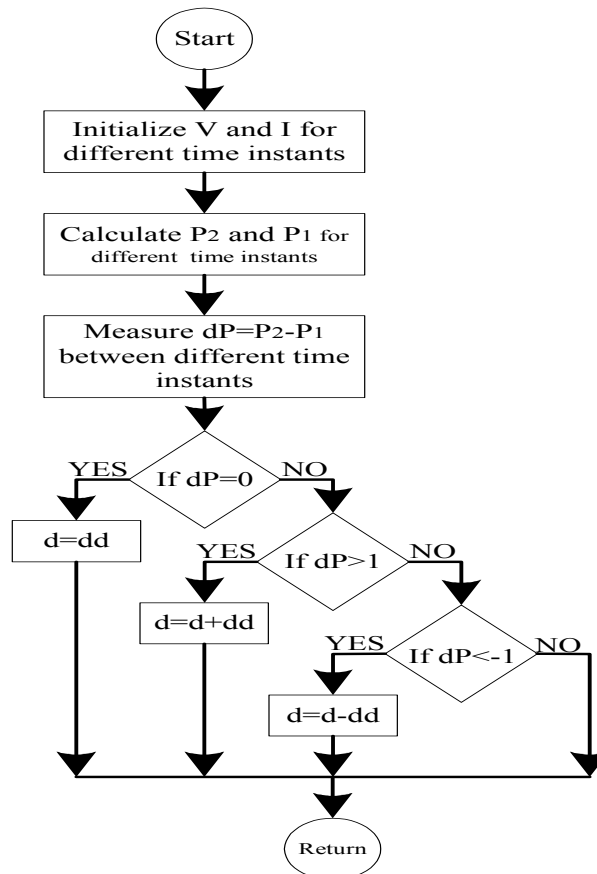 Start
Initialize V and I for
different time instants
Calculate P2 and P1 for
different time instants
Measure dP=P2-P1
between different time
instants
YES
If dP=0
NO
d=dd
YES
If dP>1
NO
d=d+dd
YES
If dP<-1
NO
d=d-dd
Return